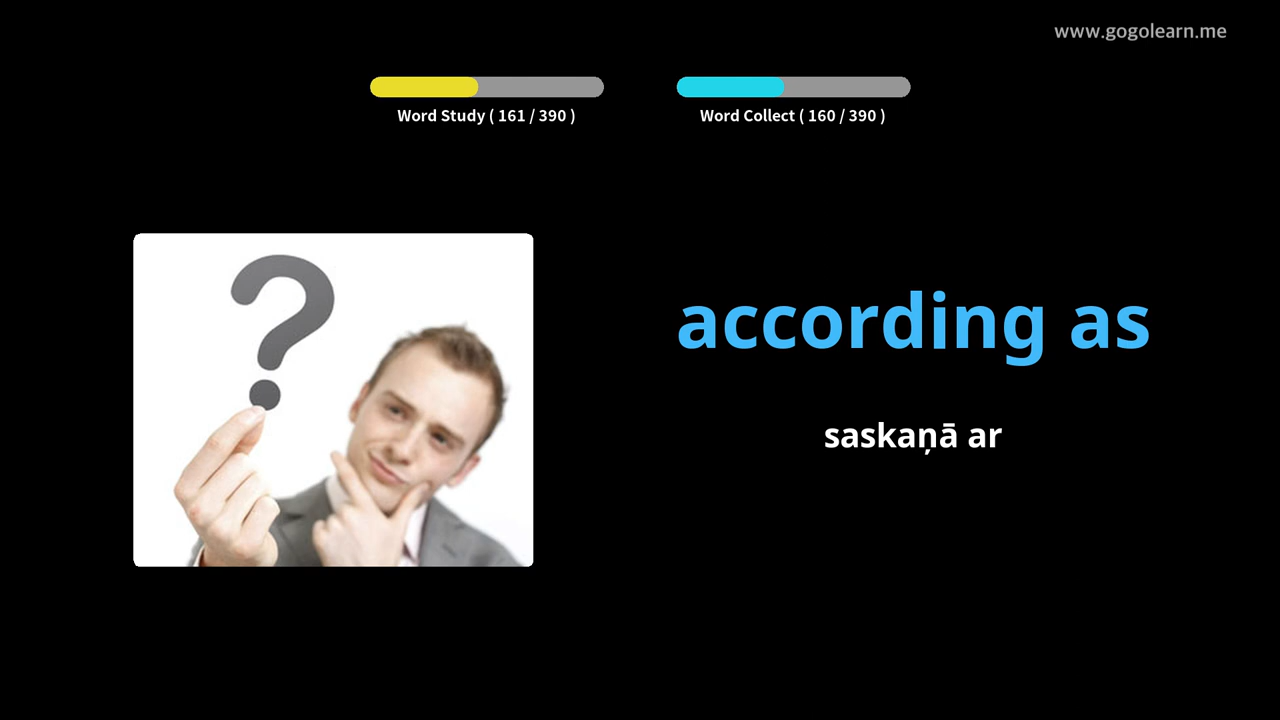 www.gogolearn.me
Word Study ( 161 / 390 )
Word Collect ( 160 / 390 )
according as
saskaņā ar